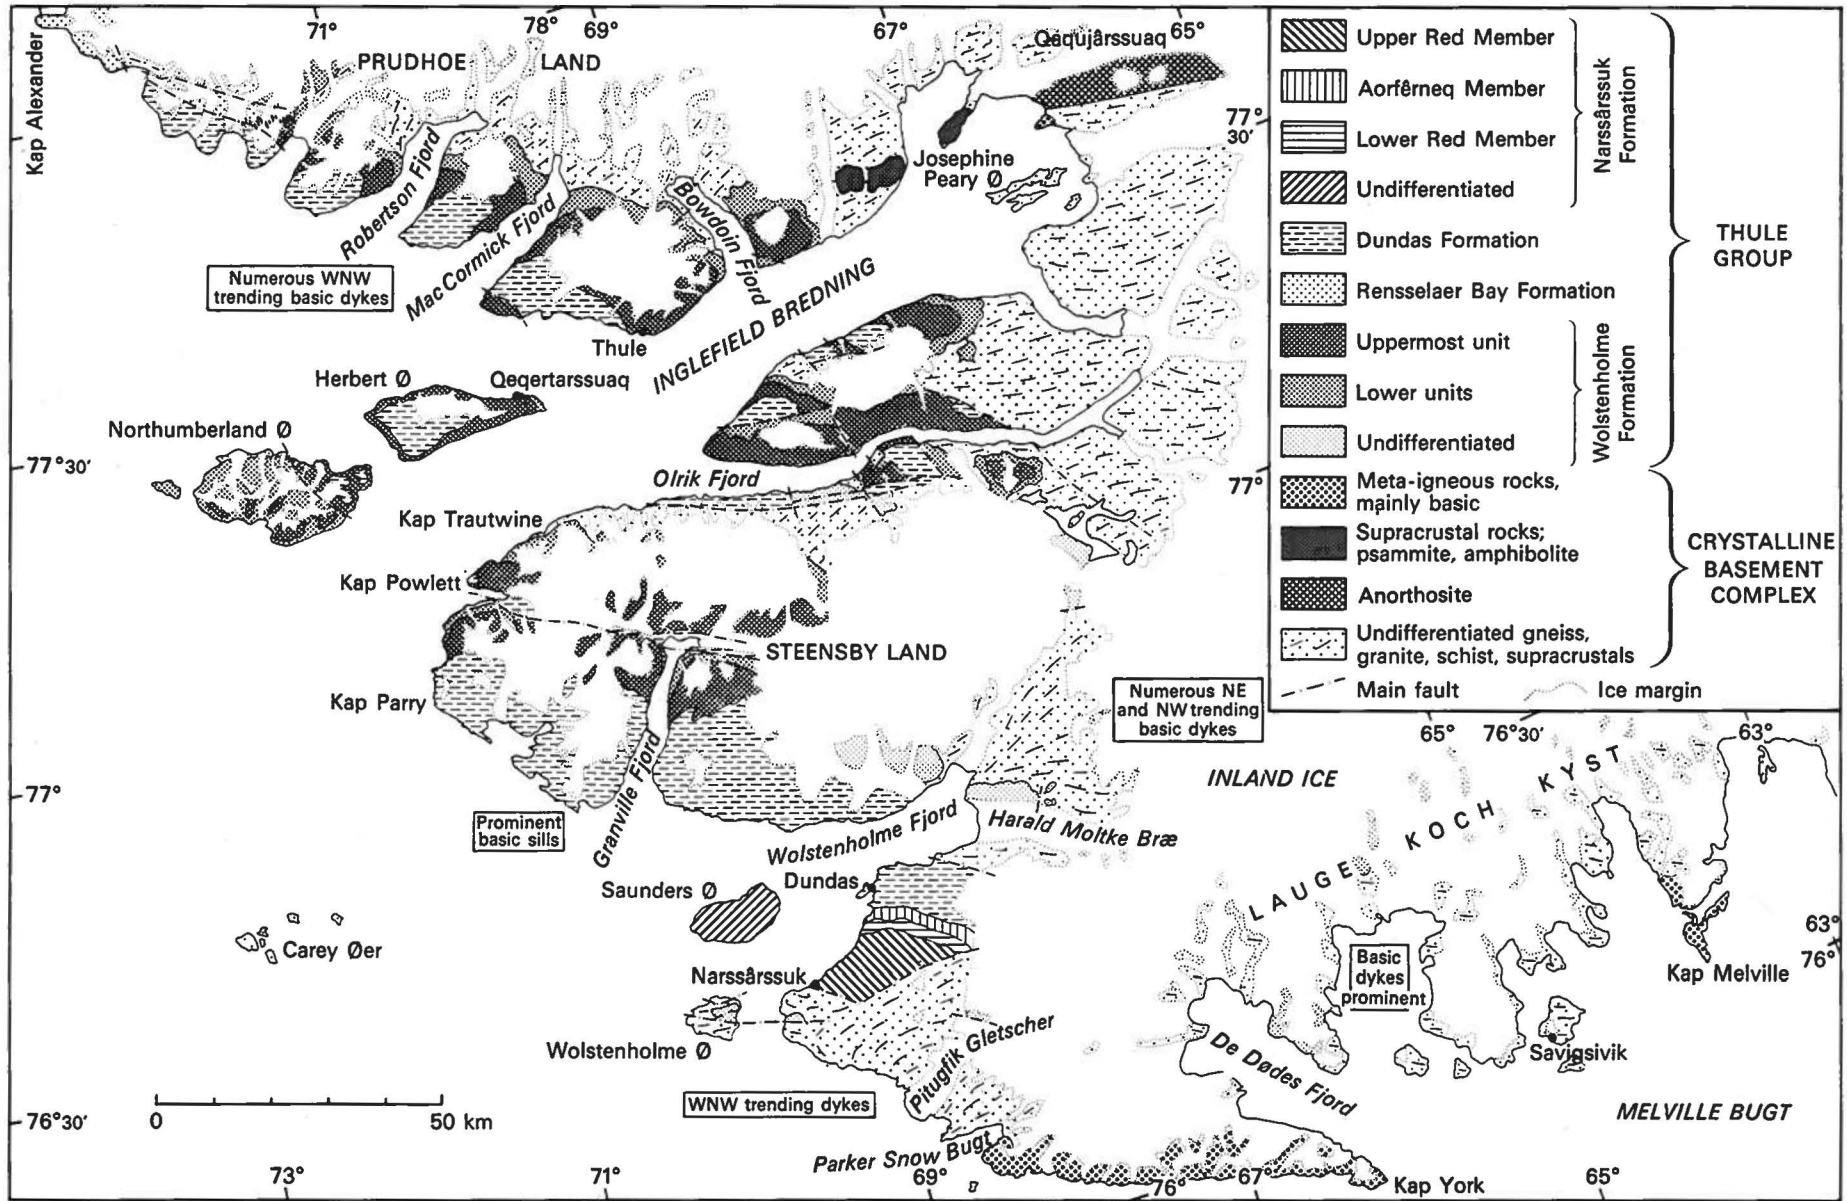 71°
78°
69°
67°
65°
Kap Alexander
PRUDHOE LAND
Qaqujârssuaq
77°
30'
Josephine
Peary Ø
Robertson Fjord
MacCormick Fjord
Bowdoin Fjord
Numerous WNW
trending basic dykes
INGLEFIELD BREDNING
Thule
Herbert Ø
Qeqertarssuaq
Northumberland Ø
77°30'
Olrik Fjord
77°
Kap Trautwine
Kap Powlett
STEENSBY LAND
Kap Parry
Numerous NE
and NW trending
basic dykes
Granville Fjord
INLAND ICE
77°
Prominent
basic sills
Wolstenholme Fjord
Harald Moltke Bræ
Saunders Ø
Dundas
Carey Øer
Narssârssuk
Wolstenholme Ø
Pitugfik Gletscher
WNW trending dykes
0
50 km
76°30'
Parker Snow Bugt
73°
71°
69°
76°
67°
65°
Kap York
De Dødes Fjord
MELVILLE BUGT
Savigsivik
Basic
dykes
prominent
LAUGE KOCH KYST
Kap Melville
65°
76°30'
63°
63°
76°
Upper Red Member
Aorfêrneq Member
Lower Red Member
Undifferentiated
Narssârssuk
Formation
Dundas Formation
Rensselaer Bay Formation
Uppermost unit
Lower units
Undifferentiated
Wolstenholme
Formation
THULE
GROUP
Meta-igneous rocks,
mainly basic
Supracrustal rocks;
psammite, amphibolite
Anorthosite
Undifferentiated gneiss,
granite, schist, supracrustals
CRYSTALLINE
BASEMENT
COMPLEX
Main fault
Ice margin